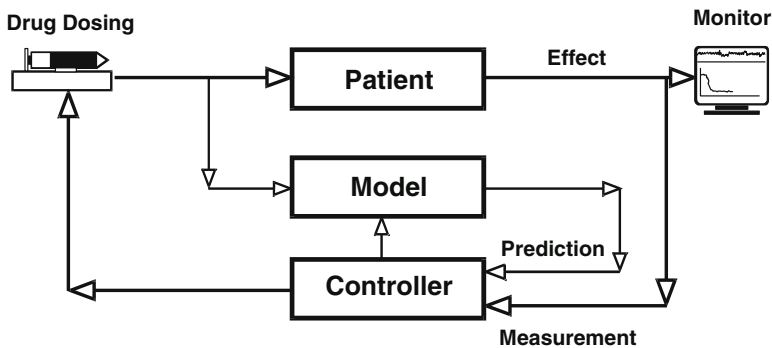 Drug Dosing
Monitor
Patient
Effect
Model
Prediction
Controller
Measurement